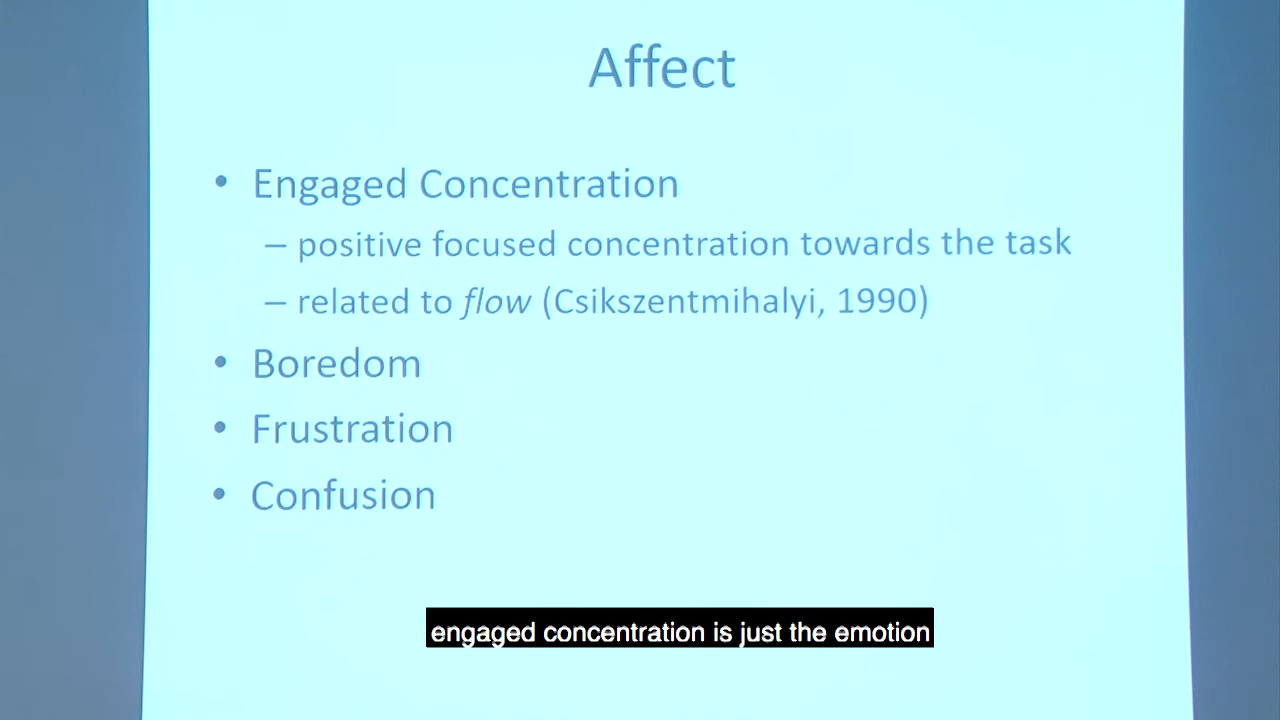 Affect
• Engaged Concentration
– positive focused concentration towards the task
– related to flow (Csikszentmihalyi, 1990)
• Boredom
• Frustration
• Confusion
engaged concentration is just the emotion